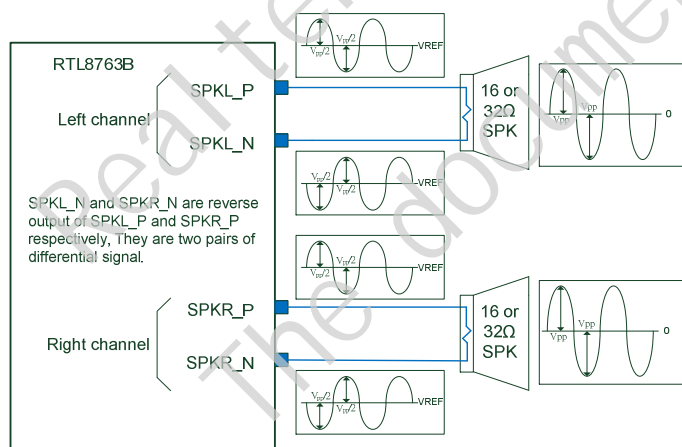 RTL8763B
SPKL_P
Left channel
SPKL_N
SPKL_N and SPKR_N are reverse
output of SPKL_P and SPKR_P
respectively, They are two pairs of
differential signal.
SPKR_P
Right channel
SPKR_N
Vpp/2
Vpp/2
VREF
Vpp/2
Vpp/2
VREF
Vpp/2
Vpp/2
VREF
Vpp/2
Vpp/2
VREF
16 or
32Ω
SPK
Vpp
Vpp
0
16 or
32Ω
SPK
Vpp
0